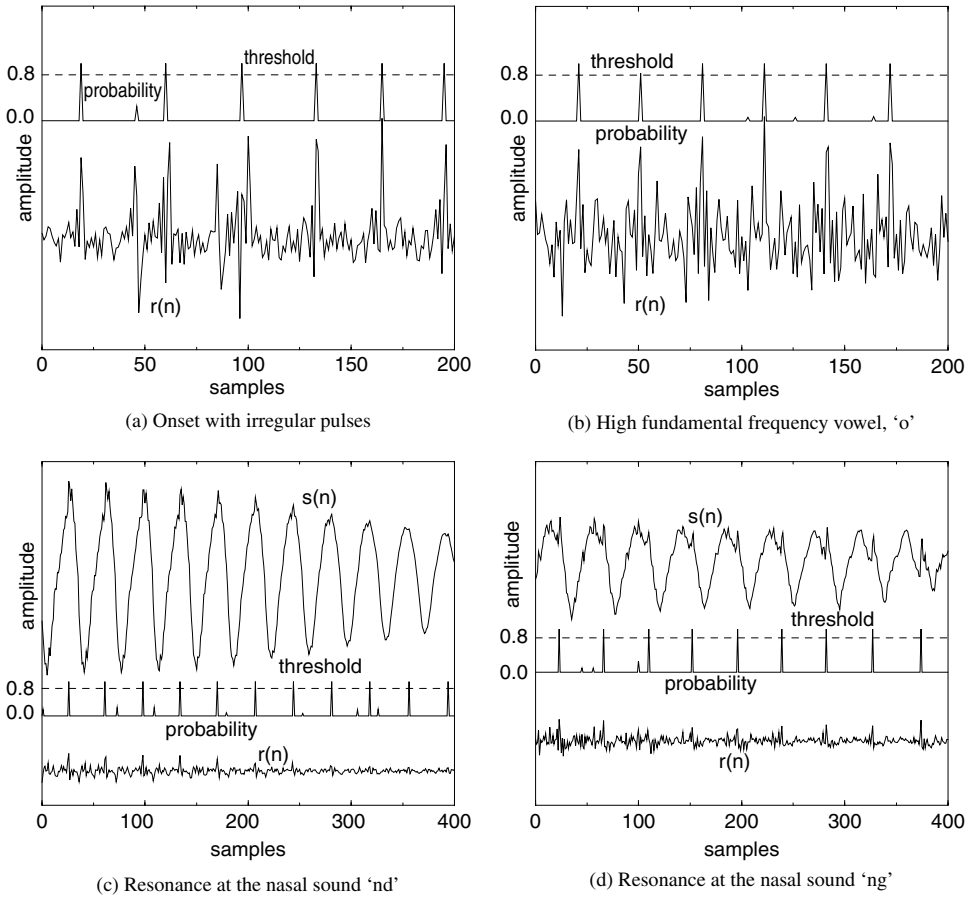 threshold
0.8
probability
0.0
amplitude
r(n)
0 50 100 150 200
samples
(a) Onset with irregular pulses
threshold
0.8
0.0
probability
amplitude
r(n)
0 50 100 150 200
samples
(b) High fundamental frequency vowel, ‘o’
s(n)
amplitude
threshold
0.8
0.0
probability
r(n)
0 100 200 300 400
samples
(c) Resonance at the nasal sound ‘nd’
s(n)
amplitude
threshold
0.8
0.0
probability
r(n)
0 100 200 300 400
samples
(d) Resonance at the nasal sound ‘ng’